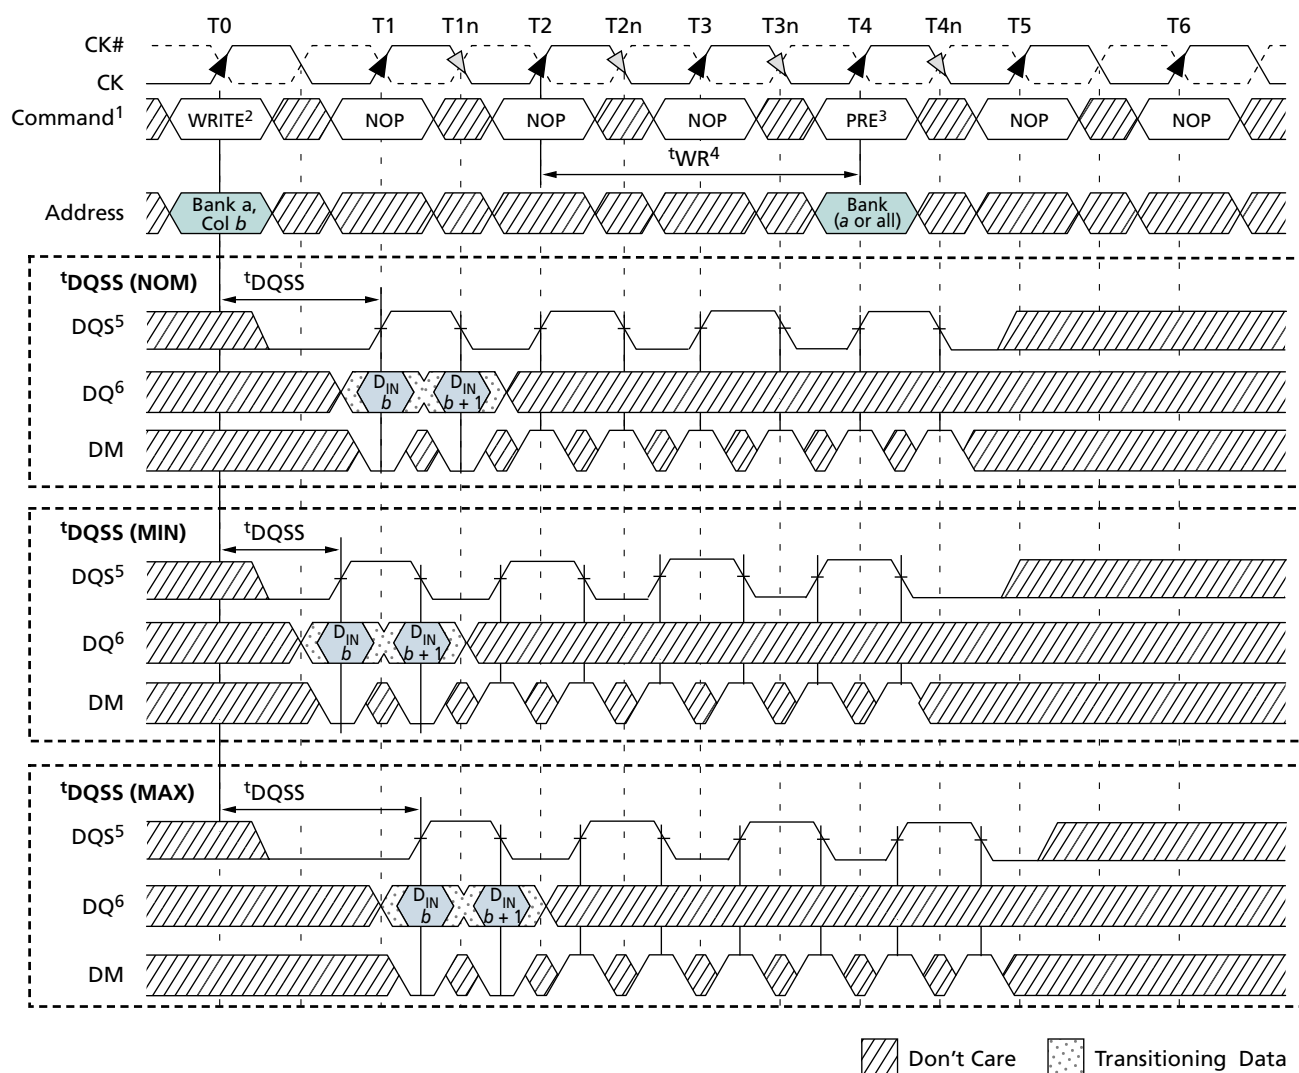 T0 T1 T1n T2 T2n T3 T3n T4 T4n T5 T6
CK#
CK
Command1 WRITE2 NOP NOP NOP PRE3 NOP NOP
tWR4
Address Bank a, Col b Bank (a or all)
tDQSS (NOM) tDQSS
DQS5
DQ6 DIN b DIN b + 1
DM
tDQSS (MIN) tDQSS
DQS5
DQ6 DIN b DIN b + 1
DM
tDQSS (MAX) tDQSS
DQS5
DQ6 DIN b DIN b + 1
DM
Don't Care Transitioning Data